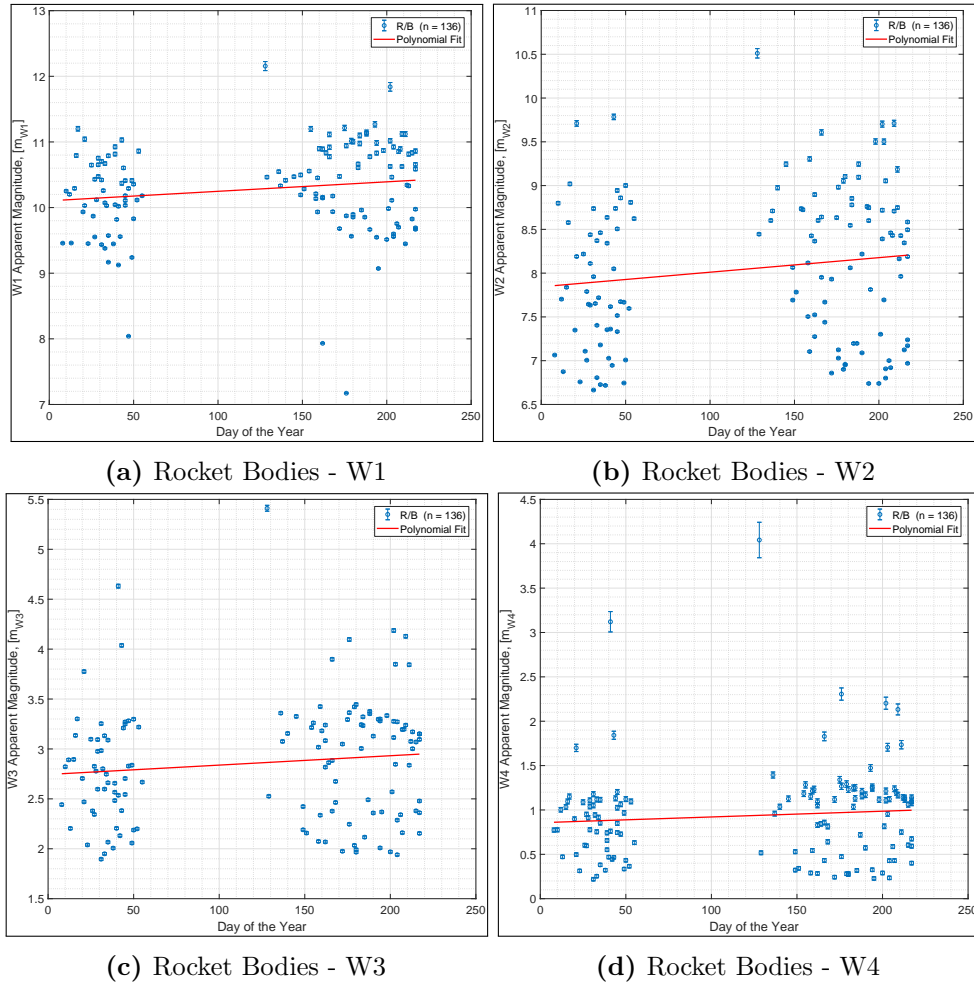 13
12
11
10
9
8
7
0 50 100 150 200 250
W1 Apparent Magnitude, [m_W1]
Day of the Year
R/B (n = 136)
Polynomial Fit
(a) Rocket Bodies - W1
11
10.5
10
9.5
9
8.5
8
7.5
7
6.5
0 50 100 150 200 250
W2 Apparent Magnitude, [m_W2]
Day of the Year
R/B (n = 136)
Polynomial Fit
(b) Rocket Bodies - W2
5.5
5
4.5
4
3.5
3
2.5
2
1.5
0 50 100 150 200 250
W3 Apparent Magnitude, [m_W3]
Day of the Year
R/B (n = 136)
Polynomial Fit
(c) Rocket Bodies - W3
4.5
4
3.5
3
2.5
2
1.5
1
0.5
0
0 50 100 150 200 250
W4 Apparent Magnitude, [m_W4]
Day of the Year
R/B (n = 136)
Polynomial Fit
(d) Rocket Bodies - W4